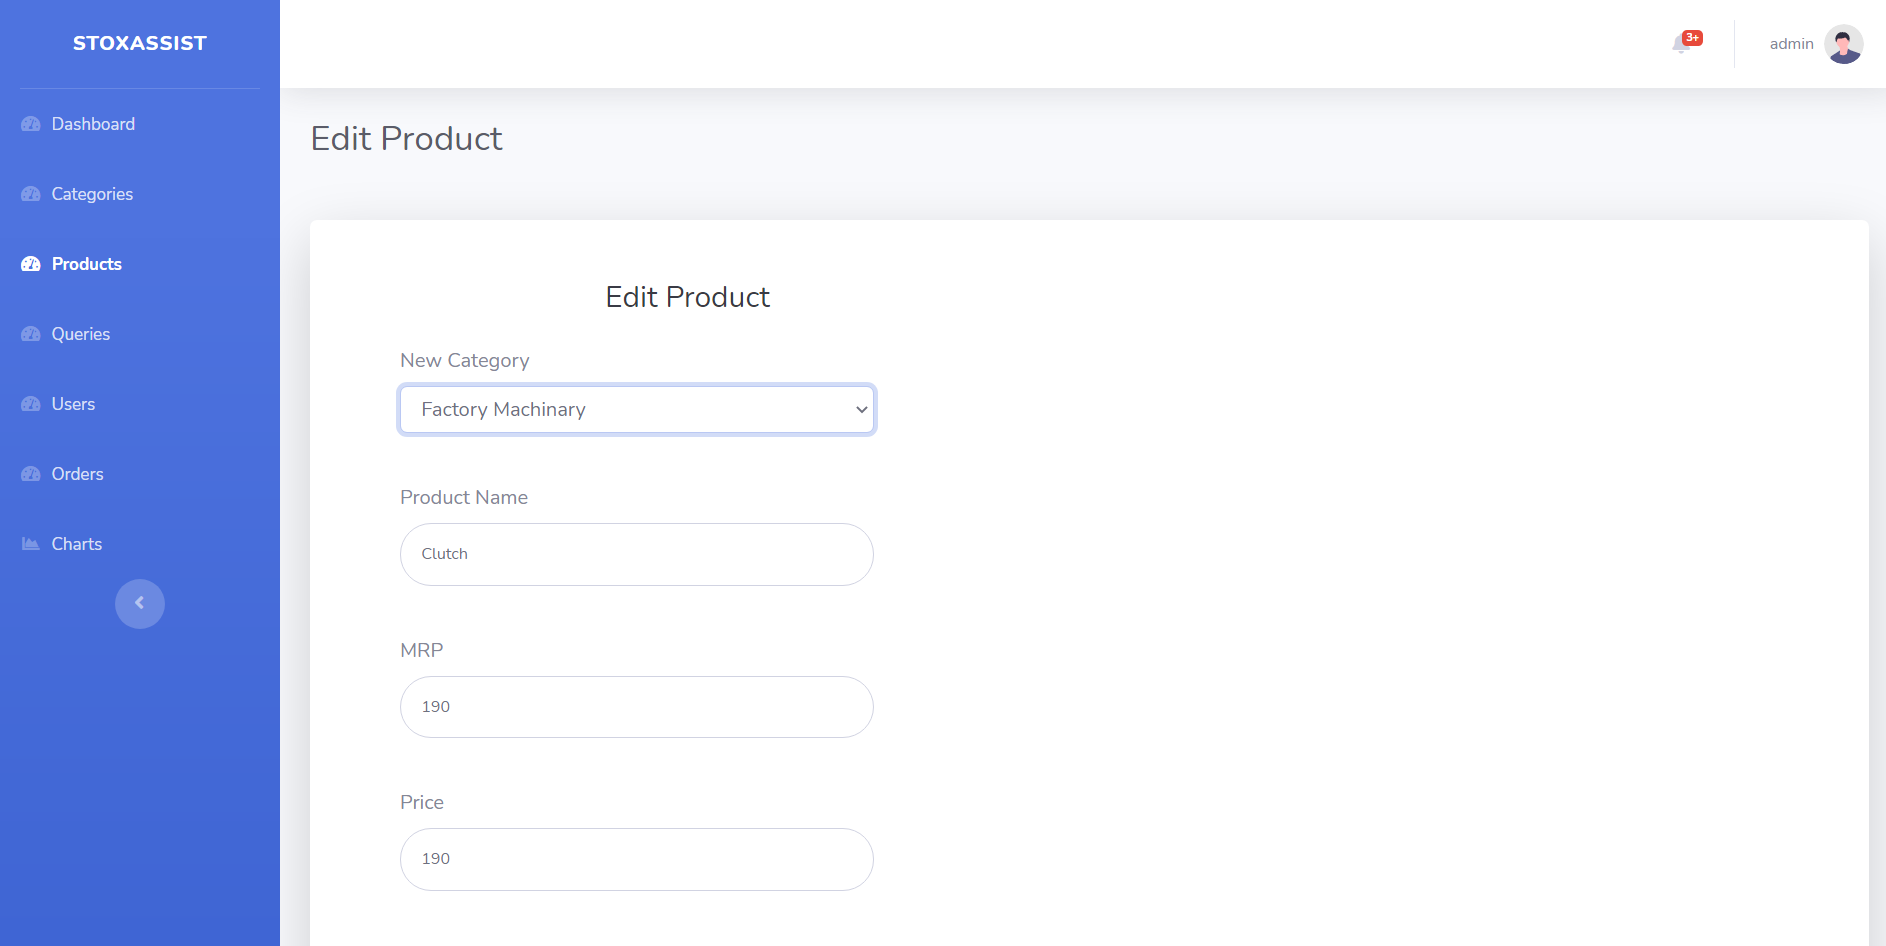 STOXASSIST
3+
admin
Dashboard
Categories
Products
Queries
Users
Orders
Charts
Edit Product
Edit Product
New Category
Factory Machinary
Product Name
Clutch
MRP
190
Price
190